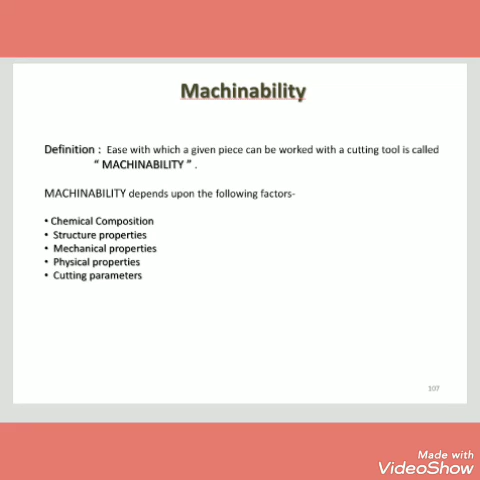 Machinability
Definition : Ease with which a given piece can be worked with a cutting tool is called
“ MACHINABILITY ” .
MACHINABILITY depends upon the following factors-
• Chemical Composition
• Structure properties
• Mechanical properties
• Physical properties
• Cutting parameters
107
Made with
VideoShow